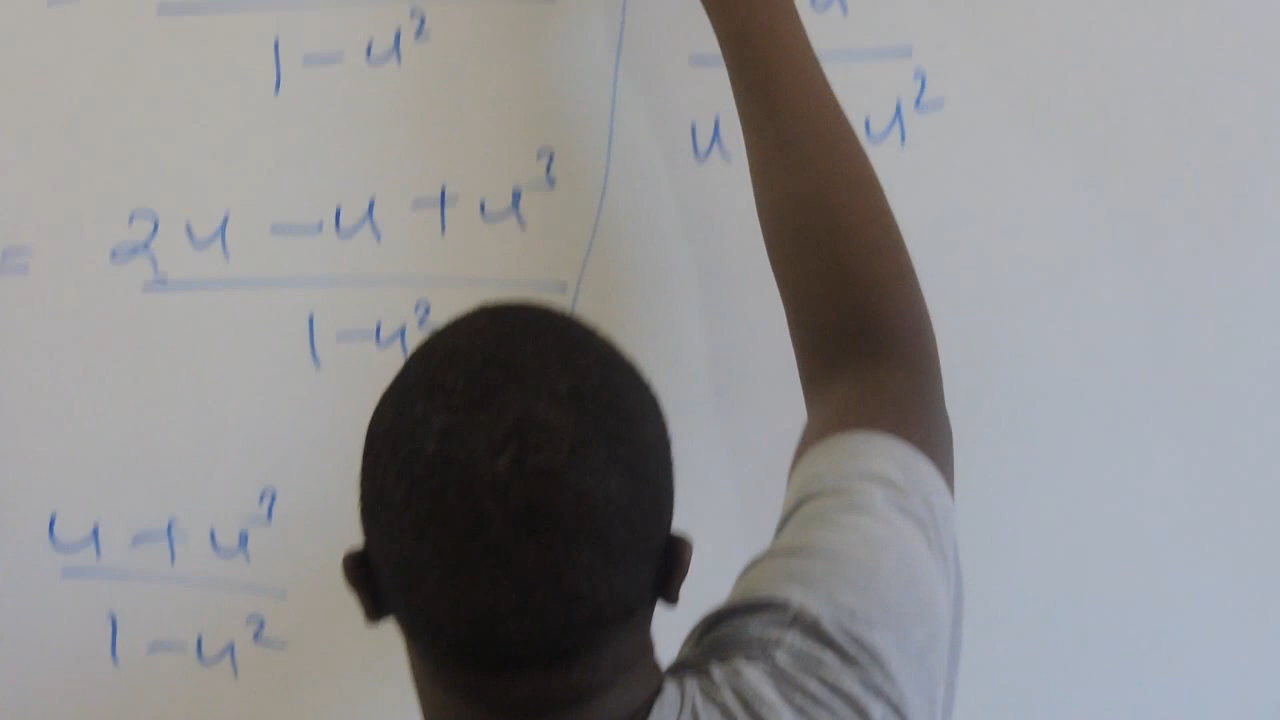 1 - u²
= 2u - u + u³
1 - u²
u + u³
1 - u²
u
u u²